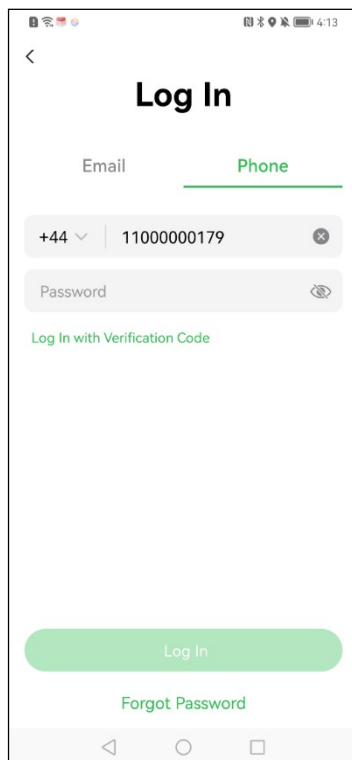 4:13
Log In
Email Phone
+44 11000000179
Password
Log In with Verification Code
Log In
Forgot Password